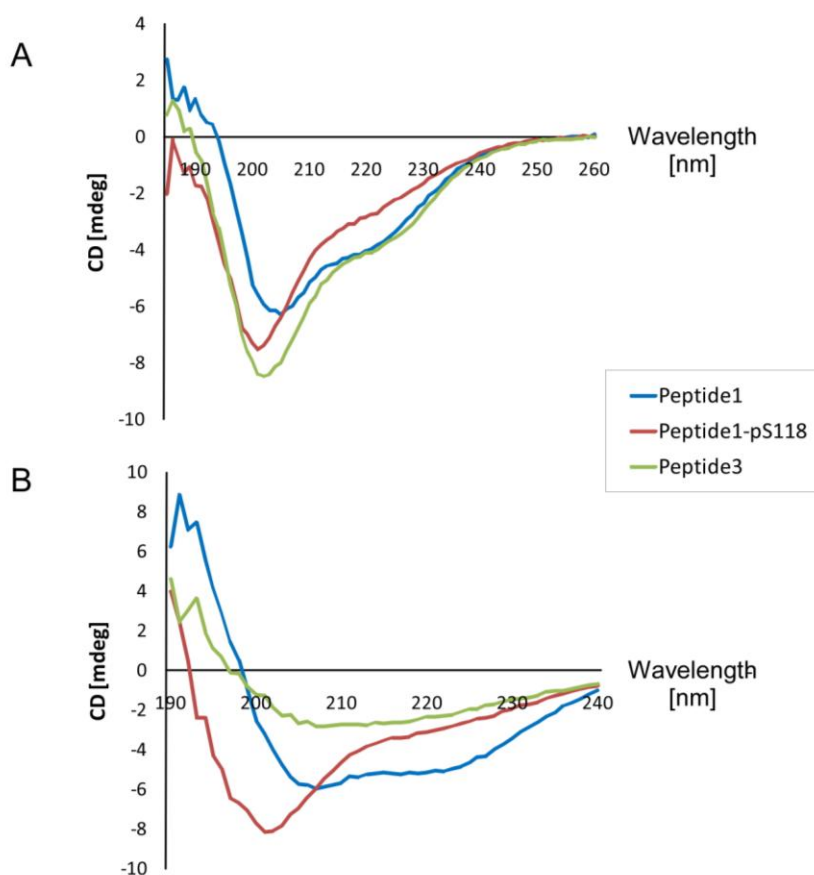 A
4
2
0
-2
-4
-6
-8
-10
CD [mdeg]
190 200 210 220 230 240 250 260
Wavelength
[nm]
Peptide1
Peptide1-pS118
Peptide3
B
10
8
6
4
2
0
-2
-4
-6
-8
-10
CD [mdeg]
190 200 210 220 230 240
Wavelength
[nm]